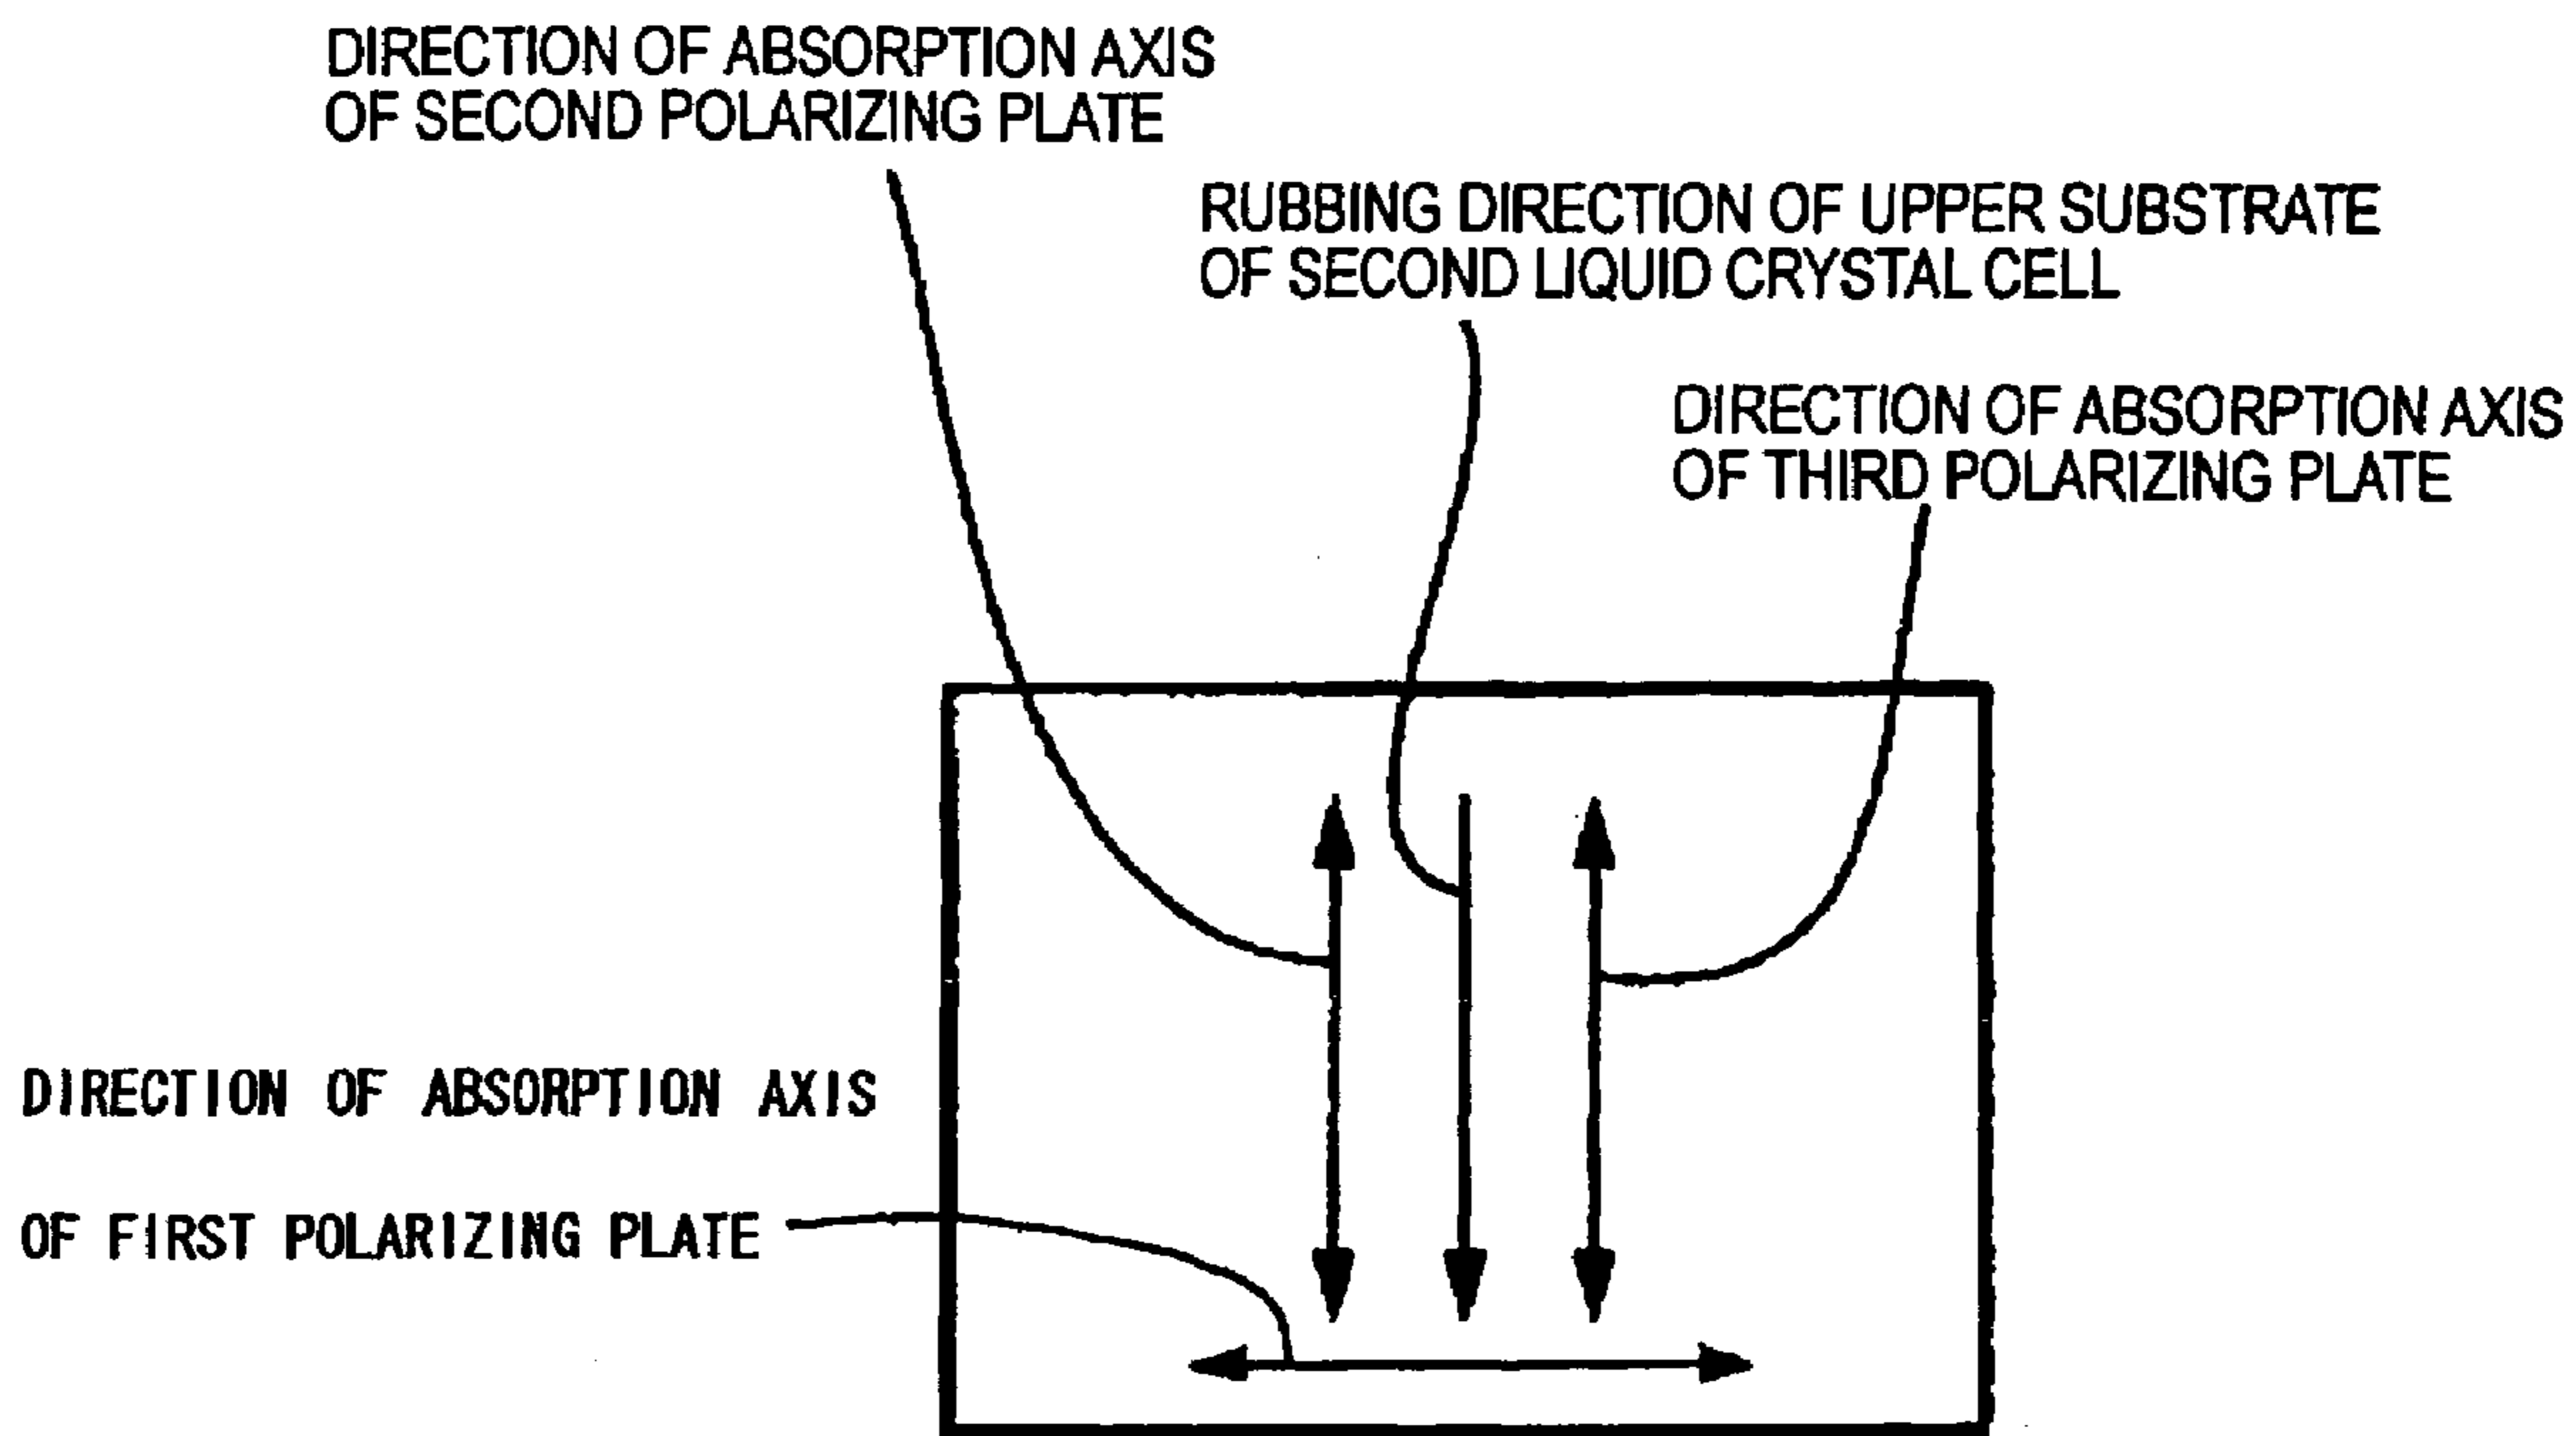 DIRECTION OF ABSORPTION AXIS
OF SECOND POLARIZING PLATE
RUBBING DIRECTION OF UPPER SUBSTRATE
OF SECOND LIQUID CRYSTAL CELL
DIRECTION OF ABSORPTION AXIS
OF THIRD POLARIZING PLATE
DIRECTION OF ABSORPTION AXIS
OF FIRST POLARIZING PLATE